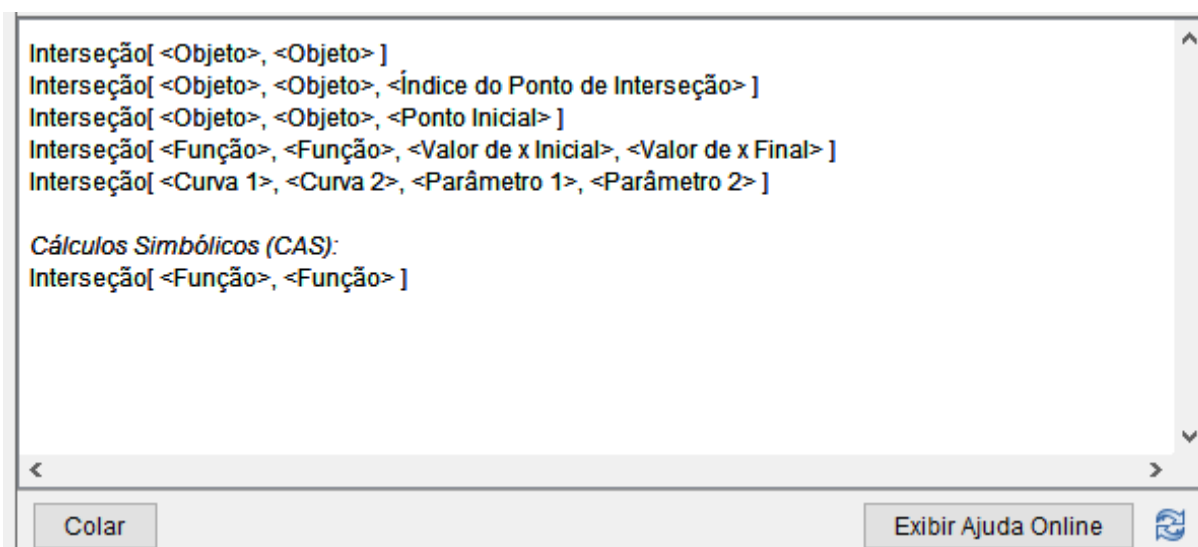 Interseção[ <Objeto>, <Objeto> ]
Interseção[ <Objeto>, <Objeto>, <Índice do Ponto de Interseção> ]
Interseção[ <Objeto>, <Objeto>, <Ponto Inicial> ]
Interseção[ <Função>, <Função>, <Valor de x Inicial>, <Valor de x Final> ]
Interseção[ <Curva 1>, <Curva 2>, <Parâmetro 1>, <Parâmetro 2> ]
Cálculos Simbólicos (CAS):
Interseção[ <Função>, <Função> ]
Colar
Exibir Ajuda Online